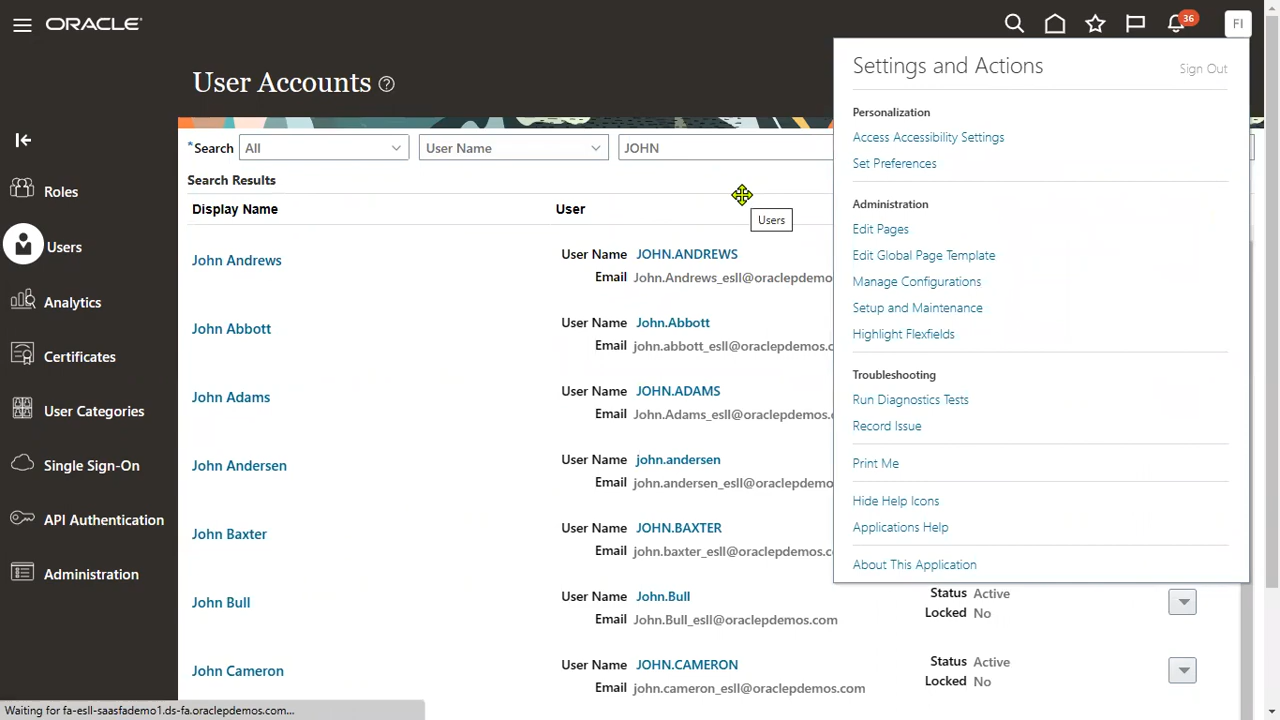 ORACLE
36
FI
User Accounts
Settings and Actions
Sign Out
Personalization
Access Accessibility Settings
Set Preferences
Administration
Edit Pages
Edit Global Page Template
Manage Configurations
Setup and Maintenance
Highlight Flexfields
Troubleshooting
Run Diagnostics Tests
Record Issue
Print Me
Hide Help Icons
Applications Help
About This Application
*Search All User Name JOHN
Search Results
Display Name User
Users
Roles
Users
Analytics
Certificates
User Categories
Single Sign-On
API Authentication
Administration
John Andrews
User Name JOHN.ANDREWS
Email John.Andrews_esll@oraclepdemo
John Abbott
User Name John.Abbott
Email john.abbott_esll@oraclepdemos.c
John Adams
User Name JOHN.ADAMS
Email John.Adams_esll@oraclepdemos.
John Andersen
User Name john.andersen
Email john.andersen_esll@oraclepdemo
John Baxter
User Name JOHN.BAXTER
Email john.baxter_esll@oraclepdemos.c
John Bull
User Name John.Bull
Email John.Bull_esll@oraclepdemos.com
Status Active
Locked No
John Cameron
User Name JOHN.CAMERON
Email john.cameron_esll@oraclepdemos.com
Status Active
Locked No
Waiting for fa-esll-saasfademo1.ds-fa.oraclepdemos.com...